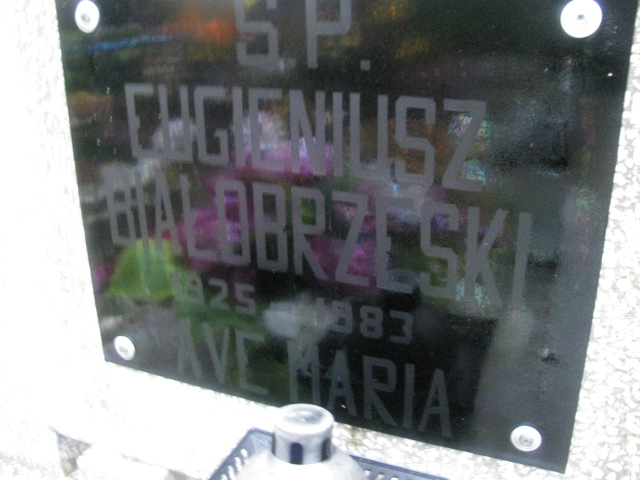 Ś P.
EUGENIUSZ
BIAŁOBRZESKI
1925 - 1983
AVE MARIA